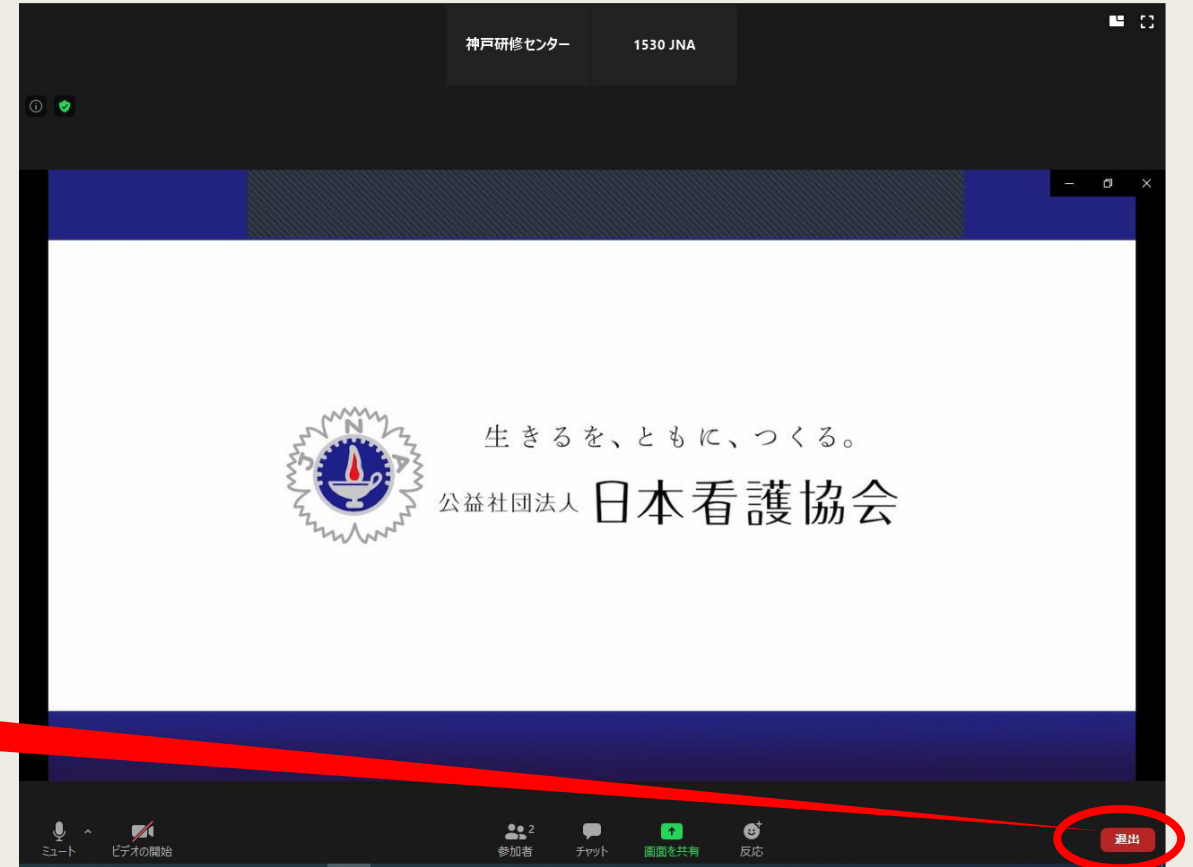 神戸研修センター
1530 JNA
JNA
生きるを、ともに、つくる。
公益社団法人 日本看護協会
ミュート
ビデオの開始
2
参加者
チャット
画面を共有
反応
退出